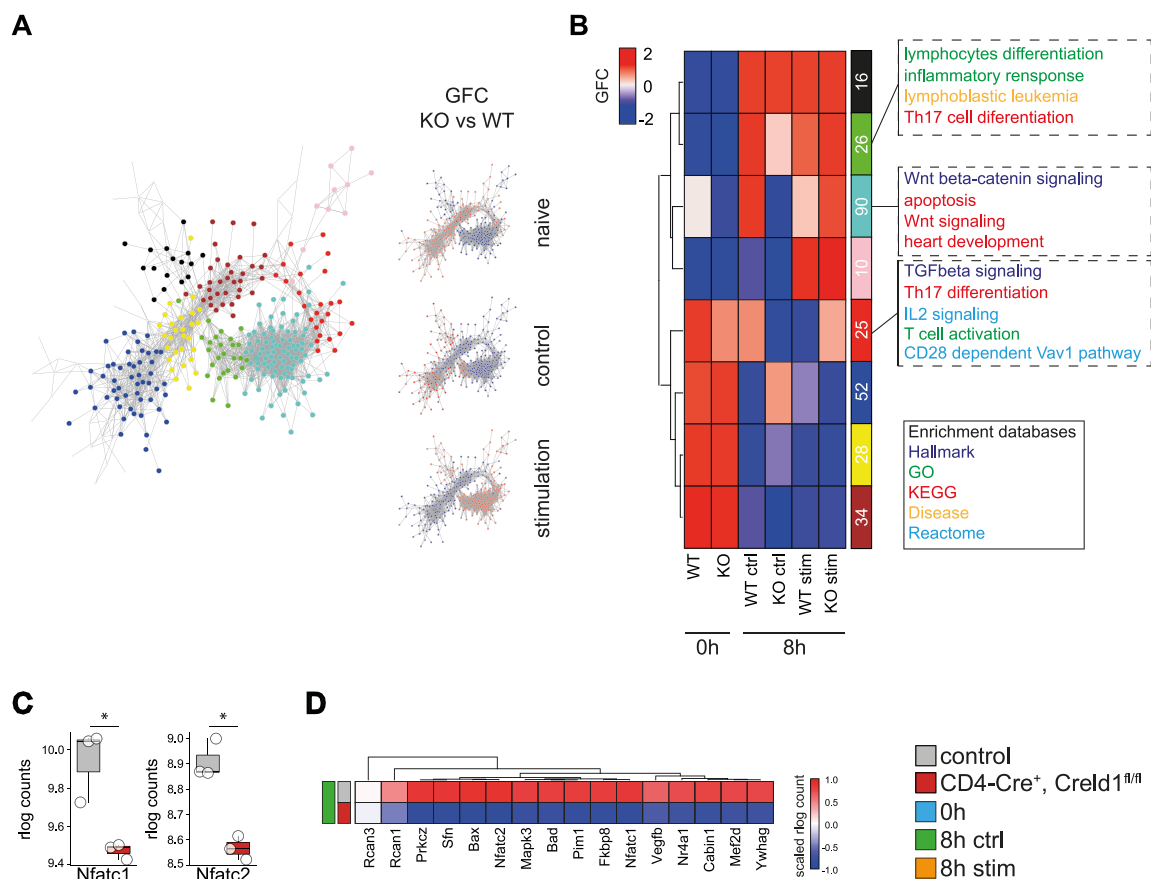 A
GFC
KO vs WT
naive
control
stimulation
B
GFC
2
0
-2
16
26
90
10
25
52
28
34
WT
KO
WT ctrl
KO ctrl
WT stim
KO stim
0h
8h
lymphocytes differentiation
inflammatory rensponse
lymphoblastic leukemia
Th17 cell diferentiation
Wnt beta-catenin signaling
apoptosis
Wnt signaling
heart development
TGFbeta signaling
Th17 differentiation
IL2 signaling
T cell activation
CD28 dependent Vav1 pathway
Enrichment databases
Hallmark
GO
KEGG
Disease
Reactome
C
rlog counts
10.0
9.8
9.6
9.4
*
Nfatc1
rlog counts
9.0
8.9
8.8
8.7
8.6
8.5
*
Nfatc2
D
Rcan3
Rcan1
Prkcz
Sfn
Bax
Nfatc2
Mapk3
Bad
Pim1
Fkbp8
Nfatc1
Vegfb
Nr4a1
Cabin1
Mef2d
Ywhag
scaled rlog count
1.0
0.5
0.0
-0.5
-1.0
control
CD4-Cre⁺, Creld1ᶠˡ/ᶠˡ
0h
8h ctrl
8h stim